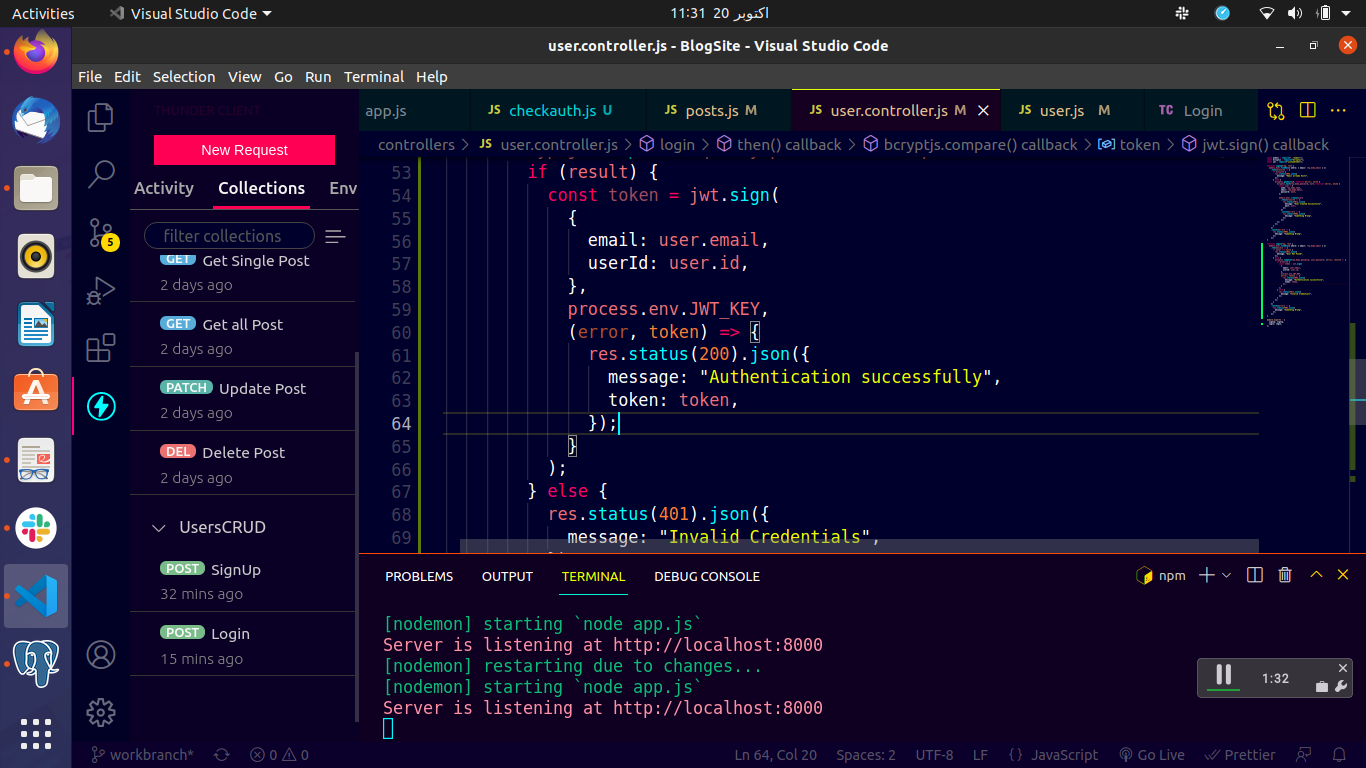 Activities
Visual Studio Code
11:31 20 اکتوبر
user.controller.js - BlogSite - Visual Studio Code
File Edit Selection View Go Run Terminal Help
THUNDER CLIENT
New Request
Activity Collections Env
filter collections
GET Get Single Post
2 days ago
GET Get all Post
2 days ago
PATCH Update Post
2 days ago
DEL Delete Post
2 days ago
UsersCRUD
POST SignUp
32 mins ago
POST Login
15 mins ago
5
app.js
JS checkauth.js U
JS posts.js M
JS user.controller.js M
JS user.js M
TC Login
controllers > JS user.controller.js > login > then() callback > bcryptjs.compare() callback > token > jwt.sign() callback
53 if (result) {
54 const token = jwt.sign(
55 {
56 email: user.email,
57 userId: user.id,
58 },
59 process.env.JWT_KEY,
60 (error, token) => {
61 res.status(200).json({
62 message: "Authentication successfully",
63 token: token,
64 });
65 }
66 );
67 } else {
68 res.status(401).json({
69 message: "Invalid Credentials",
PROBLEMS OUTPUT TERMINAL DEBUG CONSOLE
npm
[nodemon] starting `node app.js`
Server is listening at http://localhost:8000
[nodemon] restarting due to changes...
[nodemon] starting `node app.js`
Server is listening at http://localhost:8000
1:32
workbranch* 0 0 Ln 64, Col 20 Spaces: 2 UTF-8 LF {} JavaScript Go Live Prettier